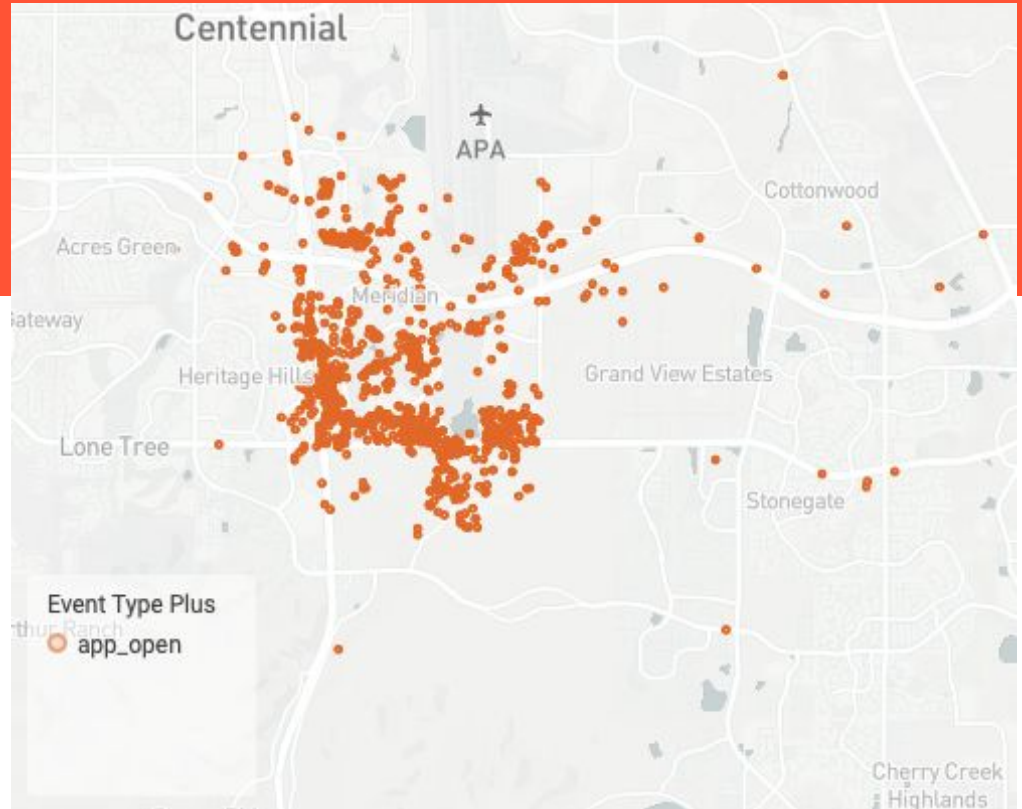 Centennial
APA
Cottonwood
Acres Green
Meridian
Gateway
Heritage Hills
Grand View Estates
Lone Tree
Stonegate
Event Type Plus
app_open
Ranch
Cherry Creek
Highlands